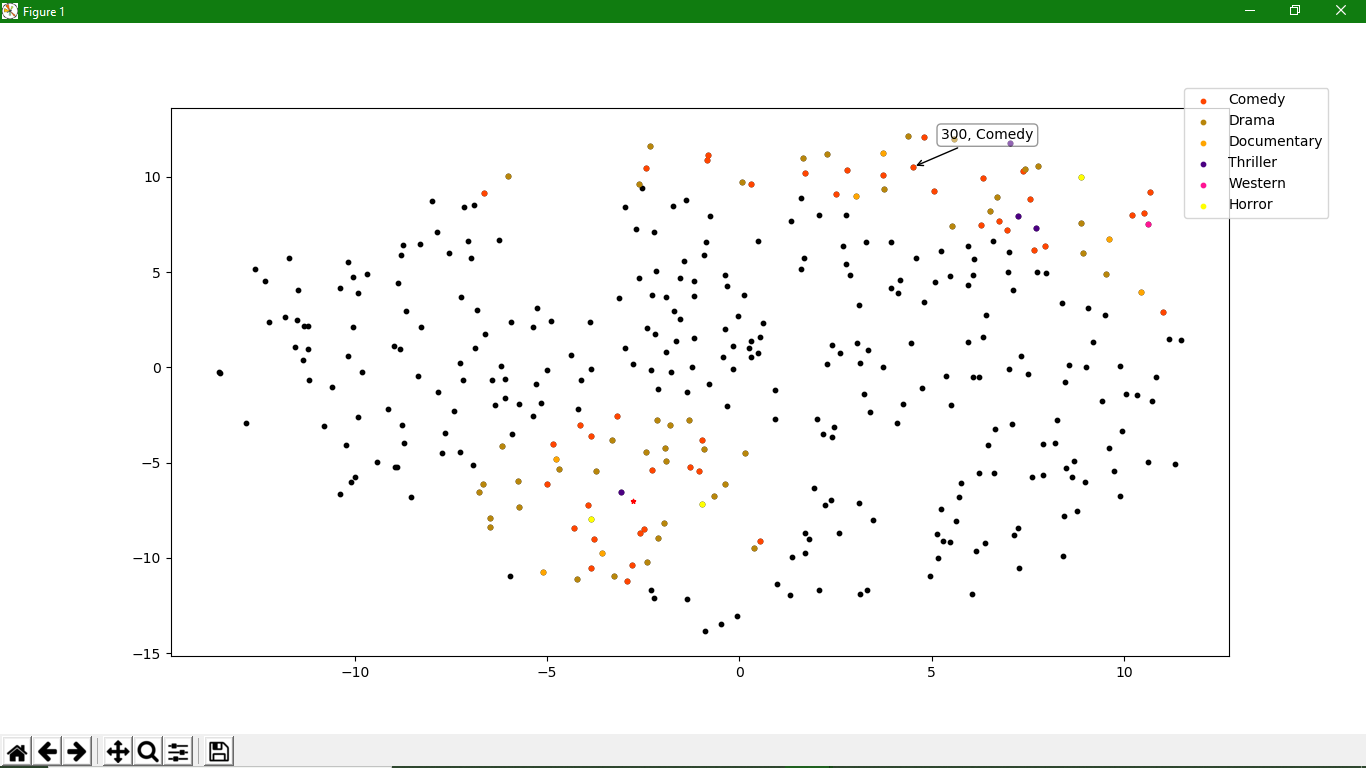 Figure 1
Comedy
Drama
Documentary
Thriller
Western
Horror
300, Comedy
10
5
0
−5
−10
−15
−10
−5
0
5
10